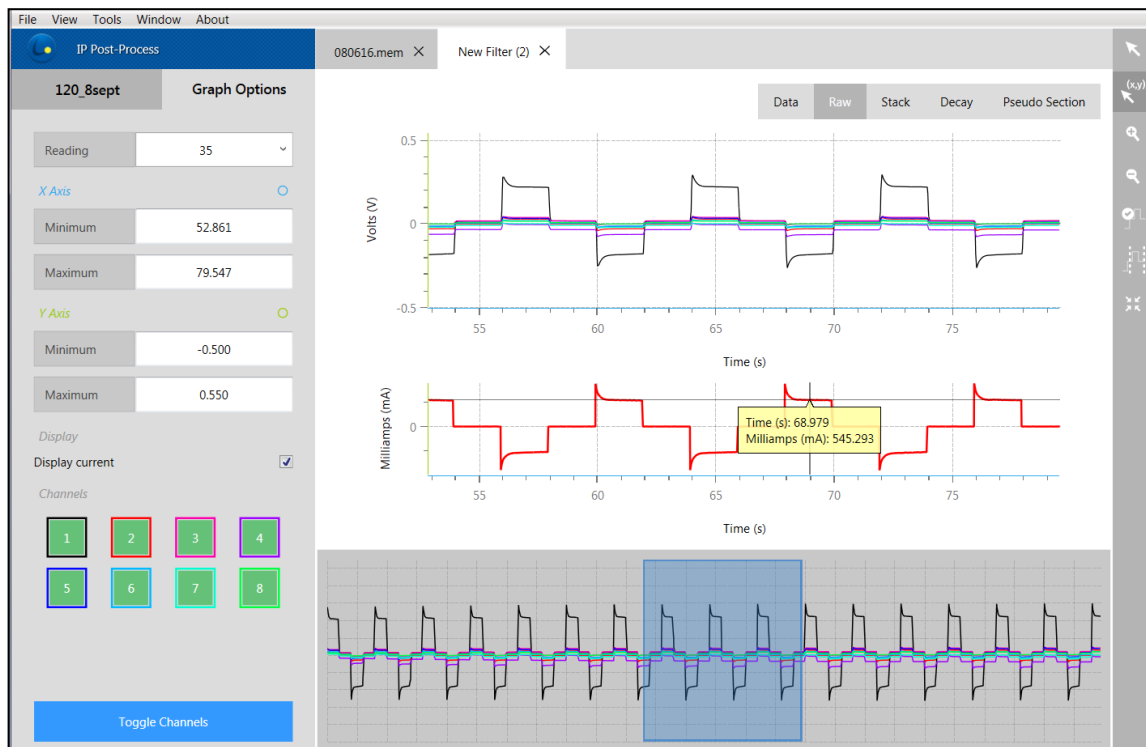 File View Tools Window About
IP Post-Process
080616.mem
New Filter (2)
120_8sept
Graph Options
Data
Raw
Stack
Decay
Pseudo Section
(x,y)
Reading
35
X Axis
Minimum
52.861
Maximum
79.547
Y Axis
Minimum
-0.500
Maximum
0.550
Display
Display current
Channels
1 2 3 4
5 6 7 8
Toggle Channels
0.5
0
-0.5
Volts (V)
55 60 65 70 75
Time (s)
Milliamps (mA)
0
Time (s): 68.979
Milliamps (mA): 545.293
55 60 65 70 75
Time (s)